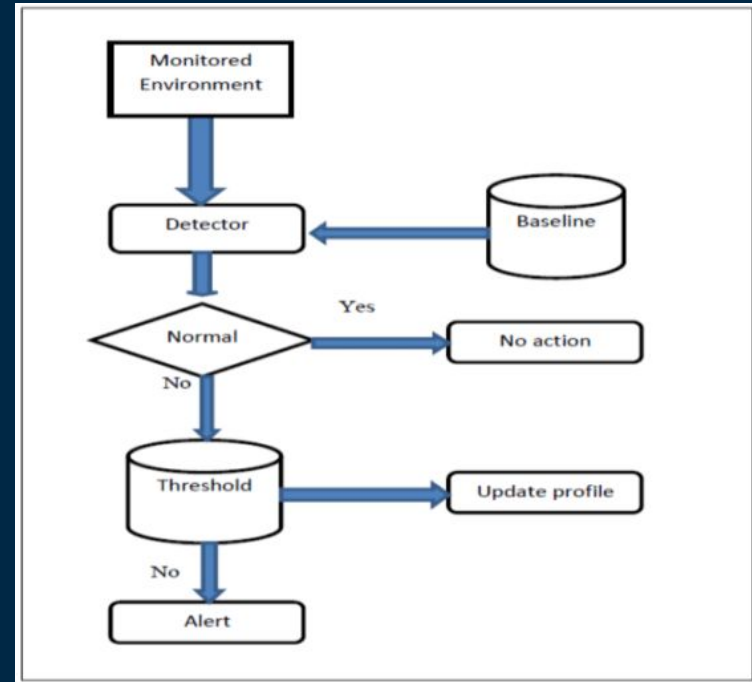 Monitored
Environment
Detector
Baseline
Yes
Normal
No action
No
Threshold
Update profile
No
Alert